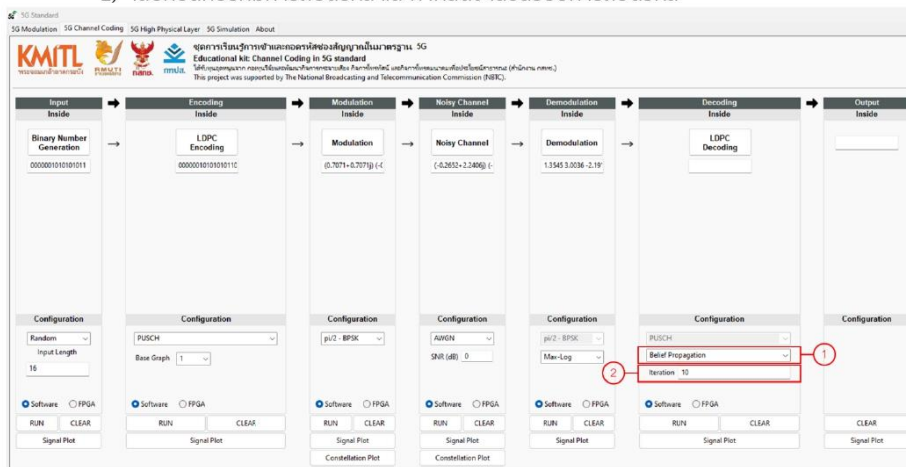 5G Standard
5G Modulation 5G Channel Coding 5G High Physical Layer 5G Simulation About
KMITL
กสทช.
กทปส.
ชุดการเรียนรู้การเข้าและถอดรหัสช่องสัญญาณในมาตรฐาน 5G
Educational kit: Channel Coding in 5G standard
This project was supported by The National Broadcasting and Telecommunication Commission (NBTC).
Input Encoding Modulation Noisy Channel Demodulation Decoding Output
Inside Inside Inside Inside Inside Inside Inside
Binary Number Generation LDPC Encoding Modulation Noisy Channel Demodulation LDPC Decoding
0000001010101011 00000010101010110 (0.7071+0.7071j) (-0 (-0.2652+2.2406j) (- 1.3545 3.0036 -2.19
Configuration Configuration Configuration Configuration Configuration Configuration Configuration
Random PUSCH pi/2 - BPSK AWGN pi/2 - BPSK PUSCH
Input Length Base Graph 1 SNR (dB) 0 Max-Log Belief Propagation 1
16 2 Iteration 10
Software FPGA Software FPGA Software FPGA Software FPGA Software FPGA Software FPGA
RUN CLEAR RUN CLEAR RUN CLEAR RUN CLEAR RUN CLEAR RUN CLEAR CLEAR
Signal Plot Signal Plot Signal Plot Signal Plot Signal Plot Signal Plot Signal Plot
Constellation Plot Constellation Plot